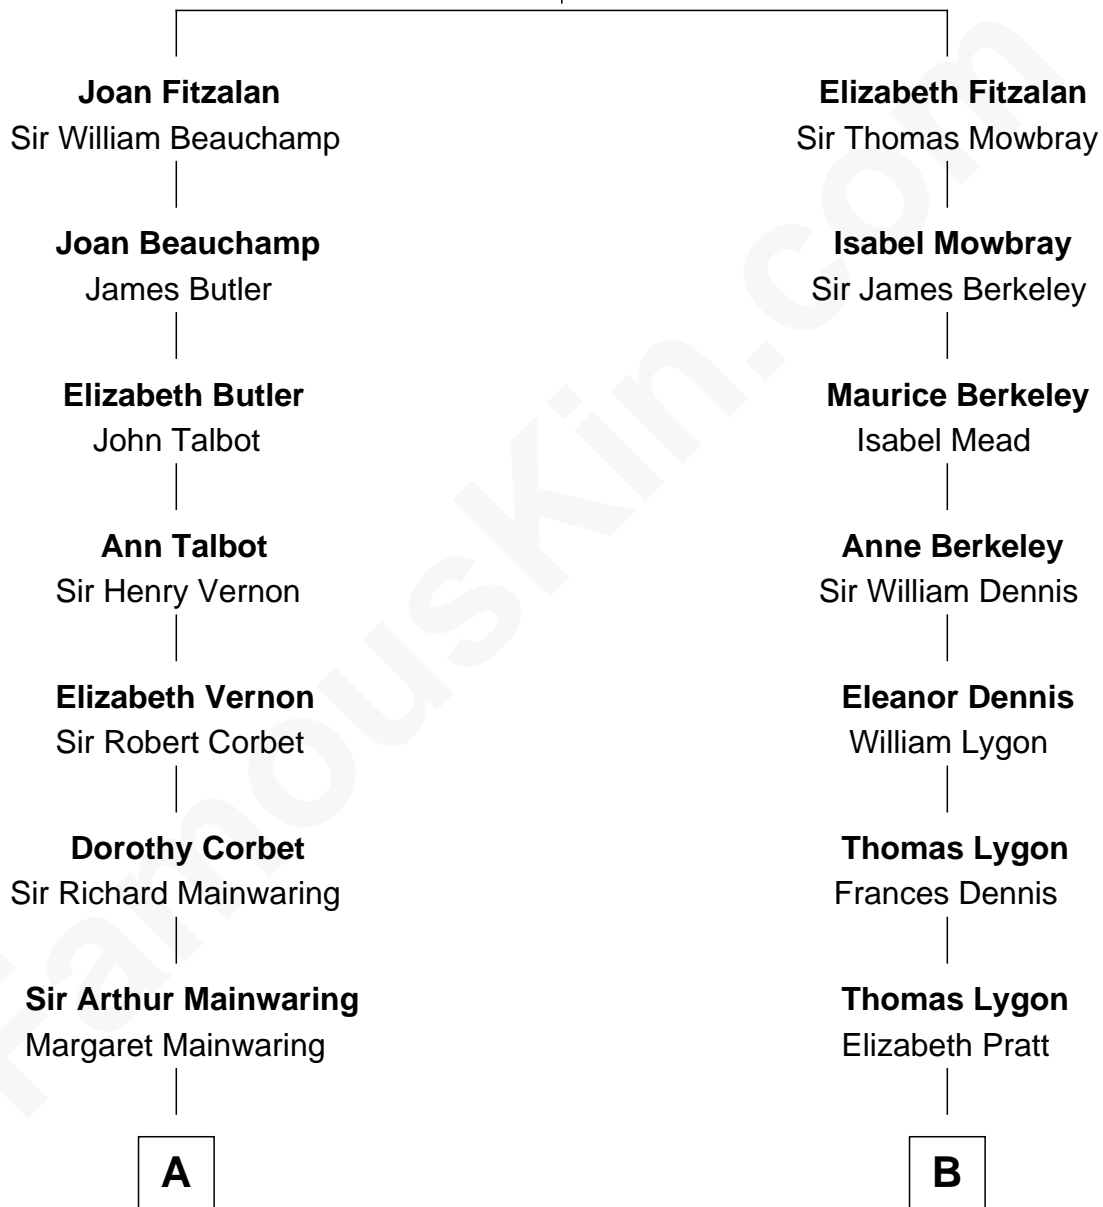 Joan Fitzalan
Sir William Beauchamp
Joan Beauchamp
James Butler
Elizabeth Butler
John Talbot
Ann Talbot
Sir Henry Vernon
Elizabeth Vernon
Sir Robert Corbet
Dorothy Corbet
Sir Richard Mainwaring
Sir Arthur Mainwaring
Margaret Mainwaring
A
Elizabeth Fitzalan
Sir Thomas Mowbray
Isabel Mowbray
Sir James Berkeley
Maurice Berkeley
Isabel Mead
Anne Berkeley
Sir William Dennis
Eleanor Dennis
William Lygon
Thomas Lygon
Frances Dennis
Thomas Lygon
Elizabeth Pratt
B
FamousKin.com